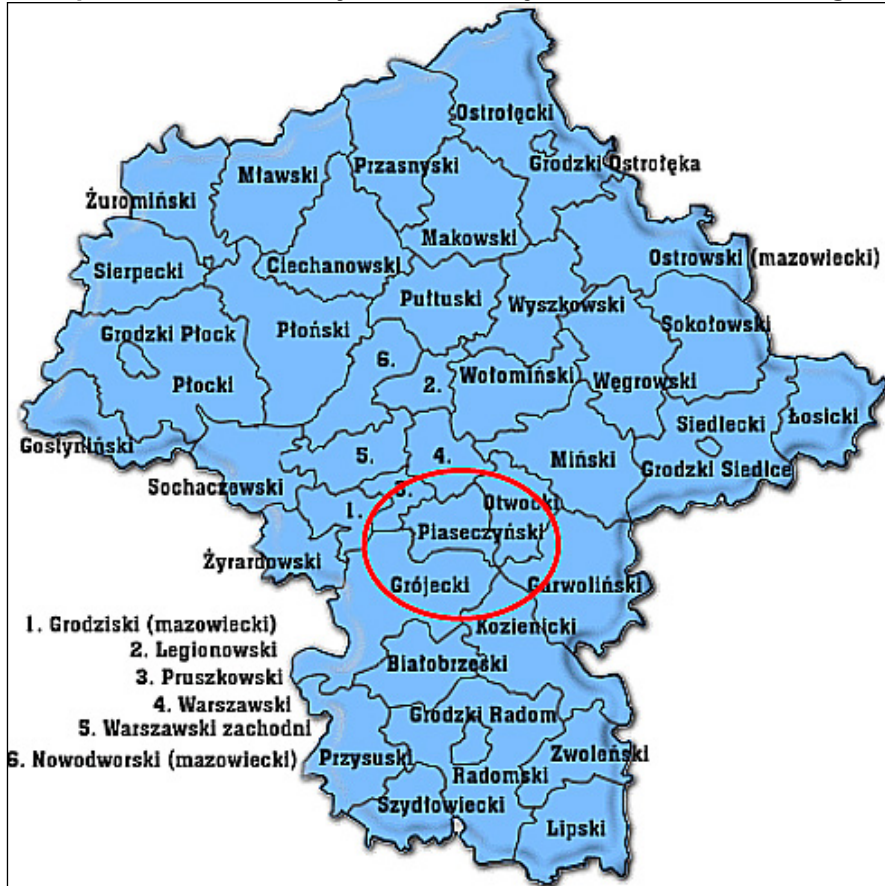 Ostrołęcki
Grodzki Ostrołęka
Przasnyski
Mławski
Żuromiński
Makowski
Ostrowski (mazowiecki)
Sierpecki
Ciechanowski
Pułtuski
Wyszkowski
Sokołowski
Grodzki Płock
Płoński
6.
2.
Wołomiński
Węgrowski
Płocki
Siedlecki
Łosicki
Gostyniński
5.
4.
Miński
Grodzki Siedlce
Sochaczewski
3.
Otwocki
1.
Piaseczyński
Żyrardowski
Grójecki
Garwoliński
1. Grodziski (mazowiecki)
Kozienicki
2. Legionowski
Białobrzeski
3. Pruszkowski
4. Warszawski
Grodzki Radom
5. Warszawski zachodni
6. Nowodworski (mazowiecki)
Przysuski
Zwoleński
Radomski
Szydłowiecki
Lipski